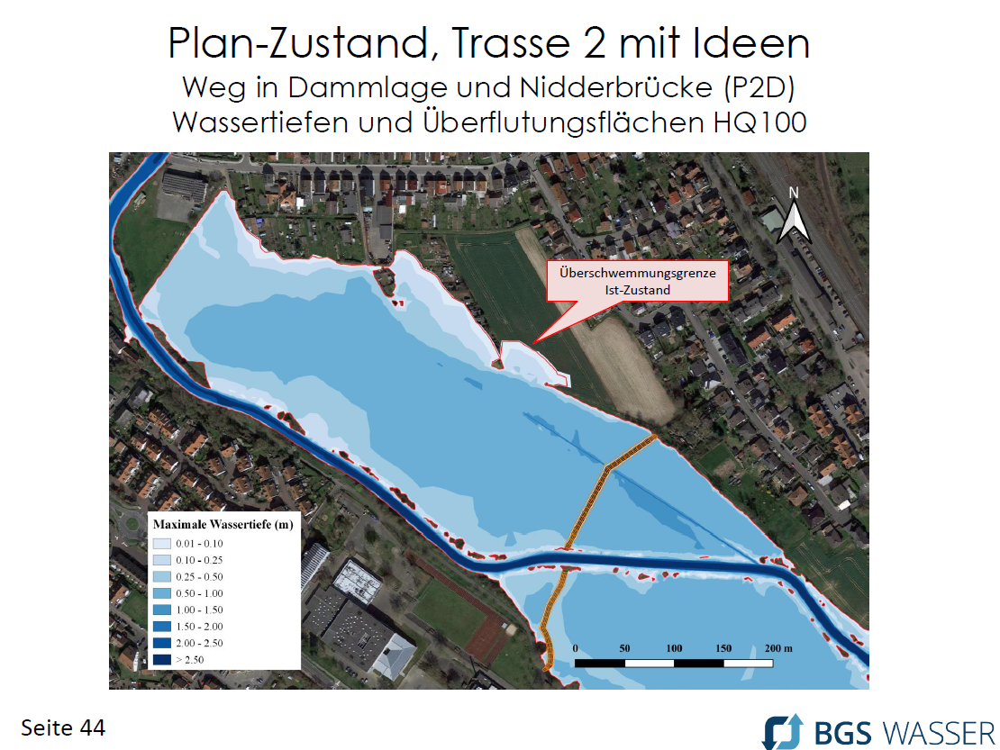 Plan-Zustand, Trasse 2 mit Ideen
Weg in Dammlage und Nidderbrücke (P2D)
Wassertiefen und Überflutungsflächen HQ100
N
Überschwemmungsgrenze
Ist-Zustand
Maximale Wassertiefe (m)
0.01 - 0.10
0.10 - 0.25
0.25 - 0.50
0.50 - 1.00
1.00 - 1.50
1.50 - 2.00
2.00 - 2.50
> 2.50
0 50 100 150 200 m
Seite 44
BGS WASSER